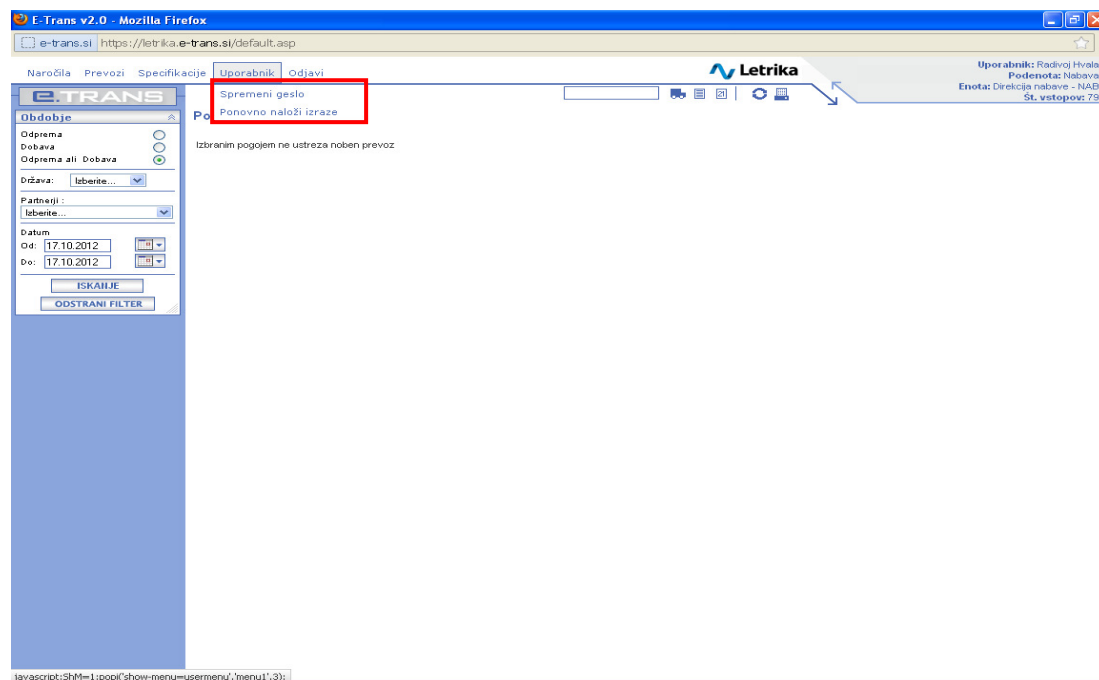 E-Trans v2.0 - Mozilla Firefox
e-trans.si https://letrika.e-trans.si/default.asp
Naročila Prevozi Specifikacije Uporabnik Odjavi
Letrika
Uporabnik: Radivoj Hvala
Podenota: Nabava
Enota: Direkcija nabave - NAB
Št. vstopov: 79
E.TRANS
Spremeni geslo
Ponovno naloži izraze
Obdobje
Po
Odprema
Dobava
Odprema ali Dobava
Izbranim pogojem ne ustreza noben prevoz
Država: Izberite...
Partnerji :
Izberite...
Datum
Od: 17.10.2012
Do: 17.10.2012
ISKANJE
ODSTRANI FILTER
javascript:ShM=1;popi('show-menu=usermenu','menu1',3);